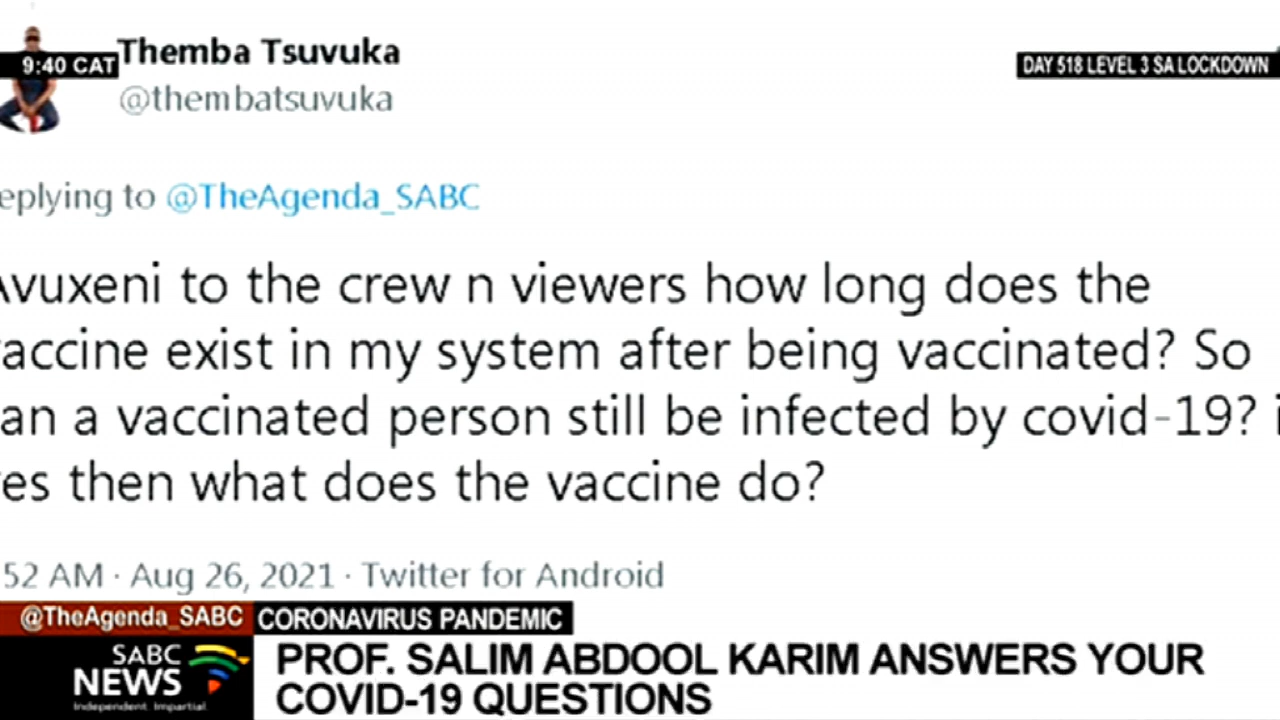 Themba Tsuvuka
9:40 CAT
DAY 518 LEVEL 3 SA LOCKDOWN
@thembatsuvuka
eplying to @TheAgenda_SABC
Avuxeni to the crew n viewers how long does the
vaccine exist in my system after being vaccinated? So
an a vaccinated person still be infected by covid-19? i
es then what does the vaccine do?
52 AM · Aug 26, 2021 · Twitter for Android
@TheAgenda_SABC CORONAVIRUS PANDEMIC
SABC
NEWS
Independent. Impartial.
PROF. SALIM ABDOOL KARIM ANSWERS YOUR
COVID-19 QUESTIONS